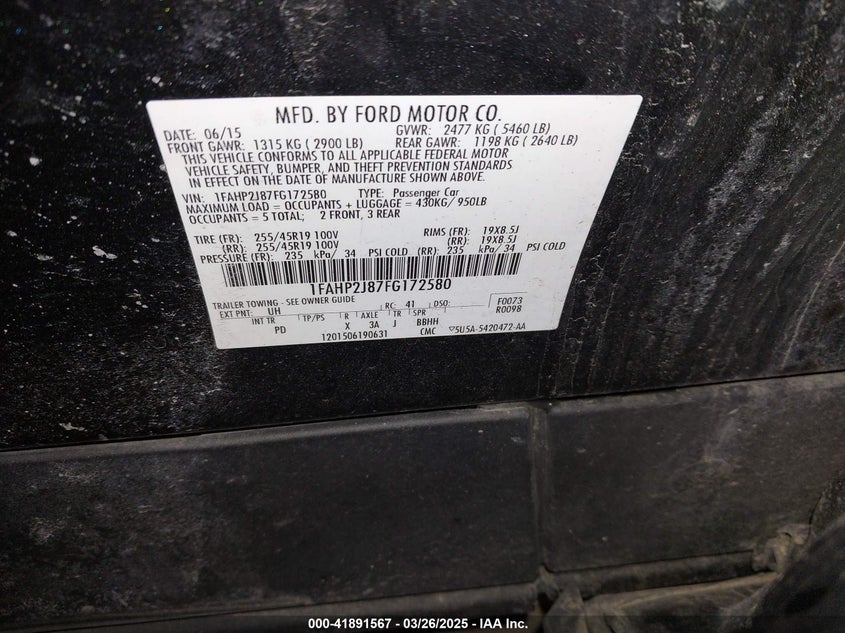 MFD. BY FORD MOTOR CO.
DATE: 06/15 GVWR: 2477 KG ( 5460 LB)
FRONT GAWR: 1315 KG ( 2900 LB) REAR GAWR: 1198 KG ( 2640 LB)
THIS VEHICLE CONFORMS TO ALL APPLICABLE FEDERAL MOTOR
VEHICLE SAFETY, BUMPER, AND THEFT PREVENTION STANDARDS
IN EFFECT ON THE DATE OF MANUFACTURE SHOWN ABOVE.
VIN: 1FAHP2J87FG172580 TYPE: Passenger Car
MAXIMUM LOAD = OCCUPANTS + LUGGAGE = 430KG/ 950LB
OCCUPANTS = 5 TOTAL; 2 FRONT, 3 REAR
TIRE (FR): 255/45R19 100V RIMS (FR): 19X8.5J
(RR): 255/45R19 100V (RR): 19X8.5J
PRESSURE (FR): 235 kPa/ 34 PSI COLD (RR): 235 kPa/ 34 PSI COLD
1FAHP2J87FG172580
TRAILER TOWING - SEE OWNER GUIDE
EXT PNT: UH RC: 41 DSO: F0073
INT TR TP/PS R AXLE TR SPR R0098
PD X 3A J BBHH
1201506190631 CMC ▽5U5A-5420472-AA
000-41891567 - 03/26/2025 - IAA Inc.